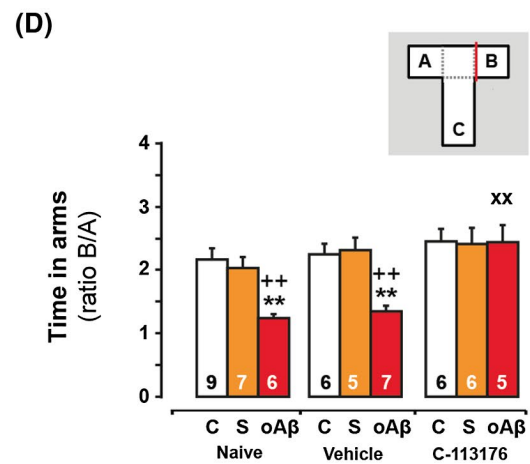 (D)
A B
C
Time in arms
(ratio B/A)
4
3
2
1
0
++
**
++
**
xx
9 7 6 6 5 7 6 6 5
C S oAβ C S oAβ C S oAβ
Naive Vehicle C-113176